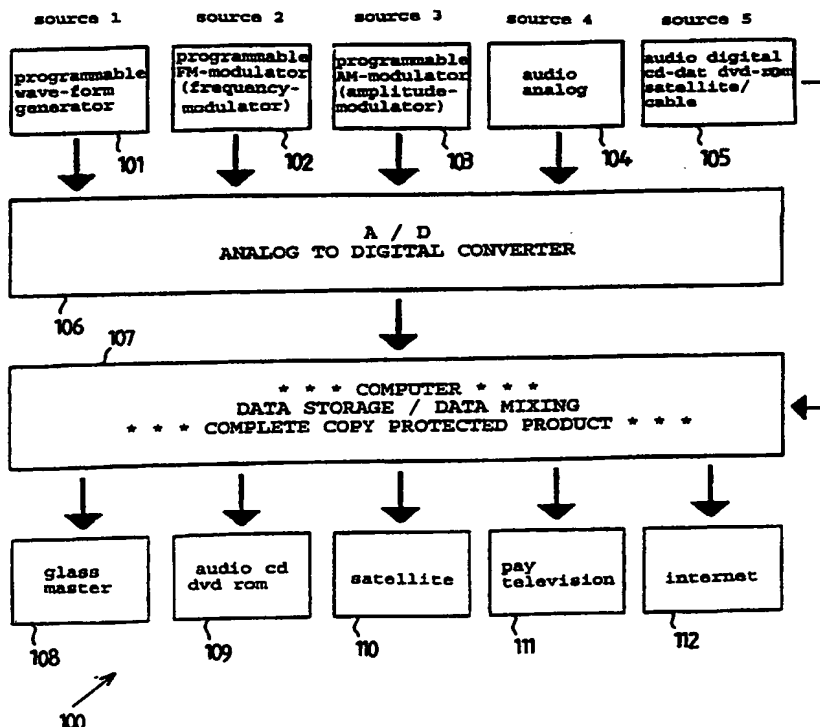 source 1
source 2
source 3
source 4
source 5
programmable
wave-form
generator
programmable
FM-modulator
(frequency-
modulator)
programmable
AM-modulator
(amplitude-
modulator)
audio
analog
audio digital
cd-dat dvd-rom
satellite/
cable
101
102
103
104
105
A / D
ANALOG TO DIGITAL CONVERTER
106
107
* * * COMPUTER * * *
DATA STORAGE / DATA MIXING
* * * COMPLETE COPY PROTECTED PRODUCT * * *
glass
master
audio cd
dvd rom
satellite
pay
television
internet
108
109
110
111
112
100